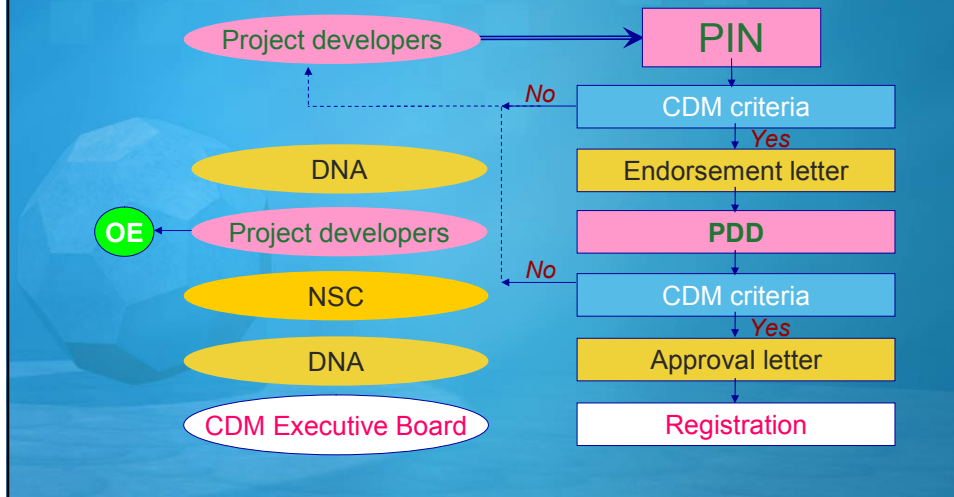 Project developers
PIN
No
CDM criteria
Yes
DNA
Endorsement letter
OE
Project developers
PDD
No
NSC
CDM criteria
Yes
DNA
Approval letter
CDM Executive Board
Registration